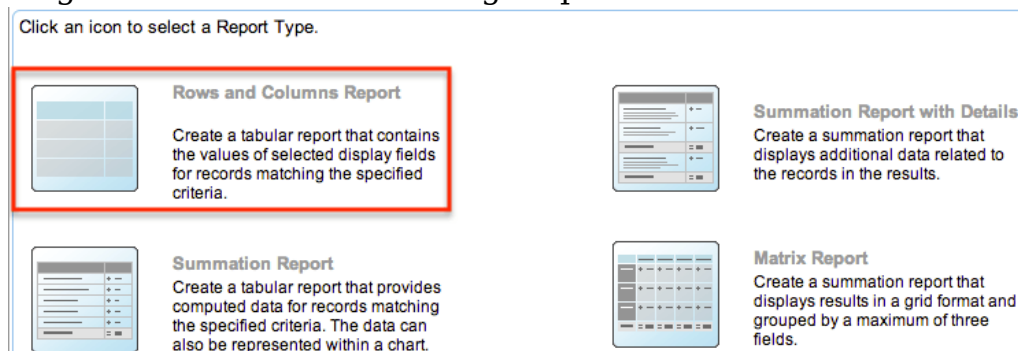 Click an icon to select a Report Type.
Rows and Columns Report
Create a tabular report that contains
the values of selected display fields
for records matching the specified
criteria.
Summation Report with Details
Create a summation report that
displays additional data related to
the records in the results.
Summation Report
Create a tabular report that provides
computed data for records matching
the specified criteria. The data can
also be represented within a chart.
Matrix Report
Create a summation report that
displays results in a grid format and
grouped by a maximum of three
fields.